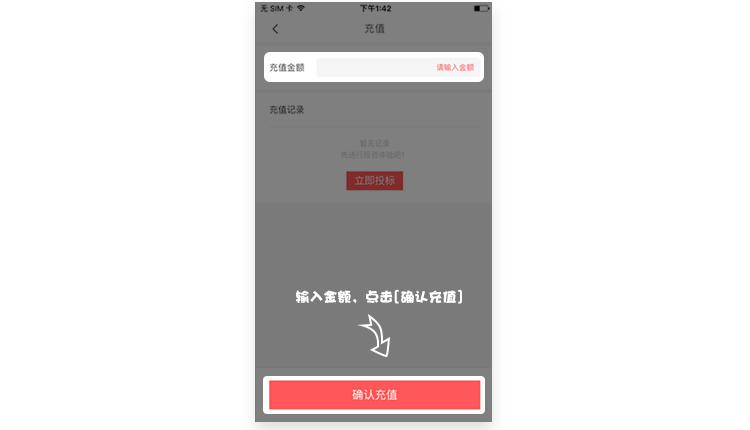 无 SIM 卡 下午1:42
充值
充值金额 请输入金额
充值记录
暂无记录
先进行投资体验吧！
立即投标
输入金额，点击[确认充值]
确认充值